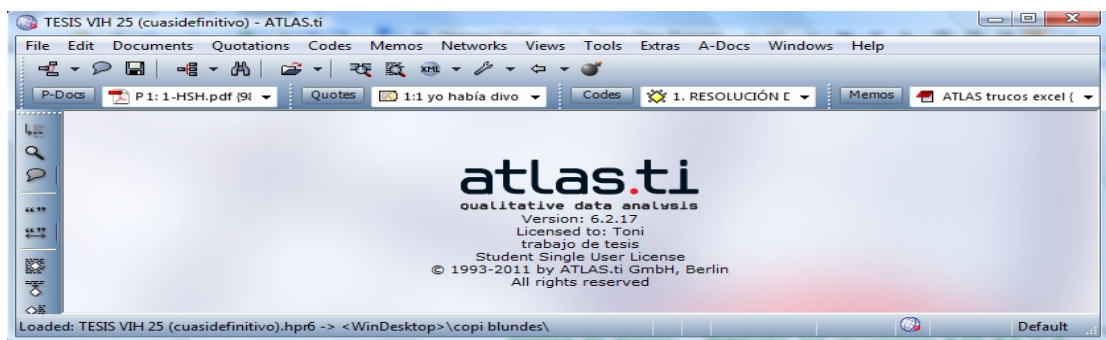 TESIS VIH 25 (cuasidefinitivo) - ATLAS.ti
File Edit Documents Quotations Codes Memos Networks Views Tools Extras A-Docs Windows Help
XML
P-Docs P 1: 1-HSH.pdf {98 Quotes 1:1 yo había divo Codes 1. RESOLUCIÓN D Memos ATLAS trucos excel {
atlas.ti
qualitative data analysis
Version: 6.2.17
Licensed to: Toni
trabajo de tesis
Student Single User License
© 1993-2011 by ATLAS.ti GmbH, Berlin
All rights reserved
Loaded: TESIS VIH 25 (cuasidefinitivo).hpr6 -> <WinDesktop>\copi blundes\ Default